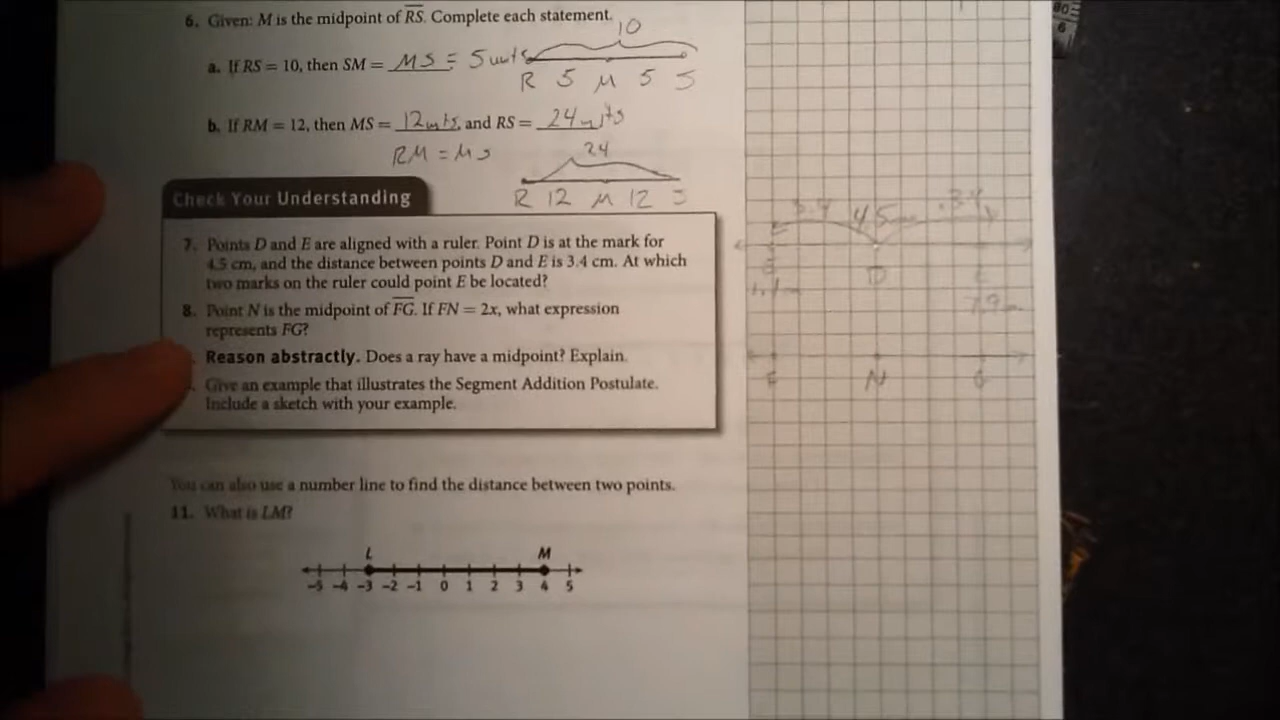 6. Given: M is the midpoint of RS. Complete each statement.
10
a. If RS = 10, then SM = MS = 5 units
R 5 M 5 S
b. If RM = 12, then MS = 12 units, and RS = 24 units
RM = MS
24
R 12 M 12 S
Check Your Understanding
7. Points D and E are aligned with a ruler. Point D is at the mark for
4.5 cm, and the distance between points D and E is 3.4 cm. At which
two marks on the ruler could point E be located?
8. Point N is the midpoint of FG. If FN = 2x, what expression
represents FG?
Reason abstractly. Does a ray have a midpoint? Explain.
Give an example that illustrates the Segment Addition Postulate.
Include a sketch with your example.
3.4 4.5cm 3.4
E D E
1.1cm 7.9cm
F N G
You can also use a number line to find the distance between two points.
11. What is LM?
L M
-5 -4 -3 -2 -1 0 1 2 3 4 5